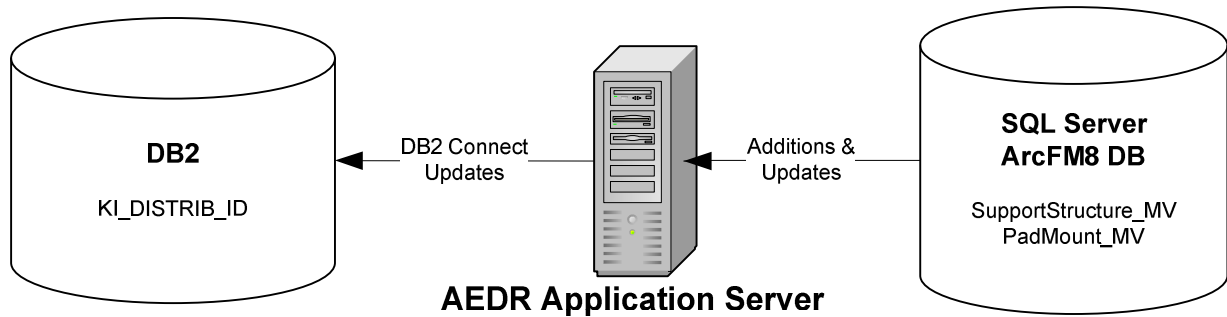 DB2
KI_DISTRIB_ID
DB2 Connect
Updates
AEDR Application Server
Additions &
Updates
SQL Server
ArcFM8 DB
SupportStructure_MV
PadMount_MV